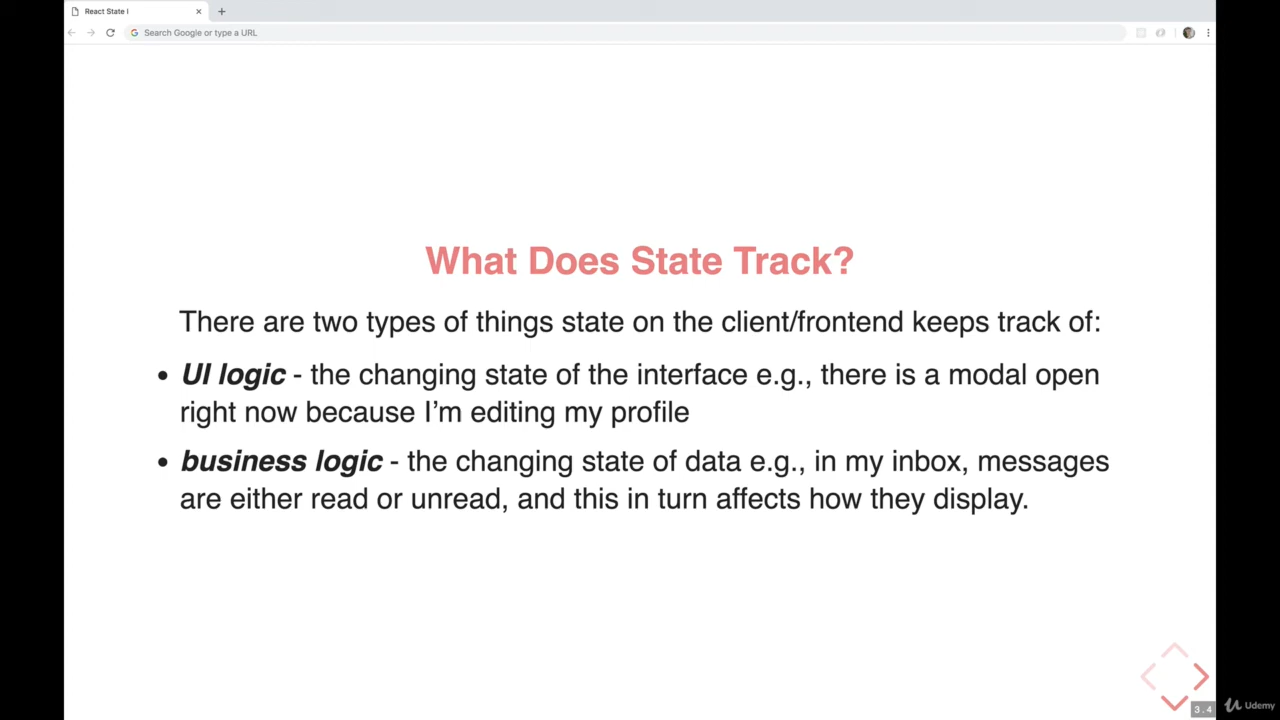 React State I
Search Google or type a URL
What Does State Track?
There are two types of things state on the client/frontend keeps track of:
• UI logic - the changing state of the interface e.g., there is a modal open
right now because I’m editing my profile
• business logic - the changing state of data e.g., in my inbox, messages
are either read or unread, and this in turn affects how they display.
3.4
Udemy